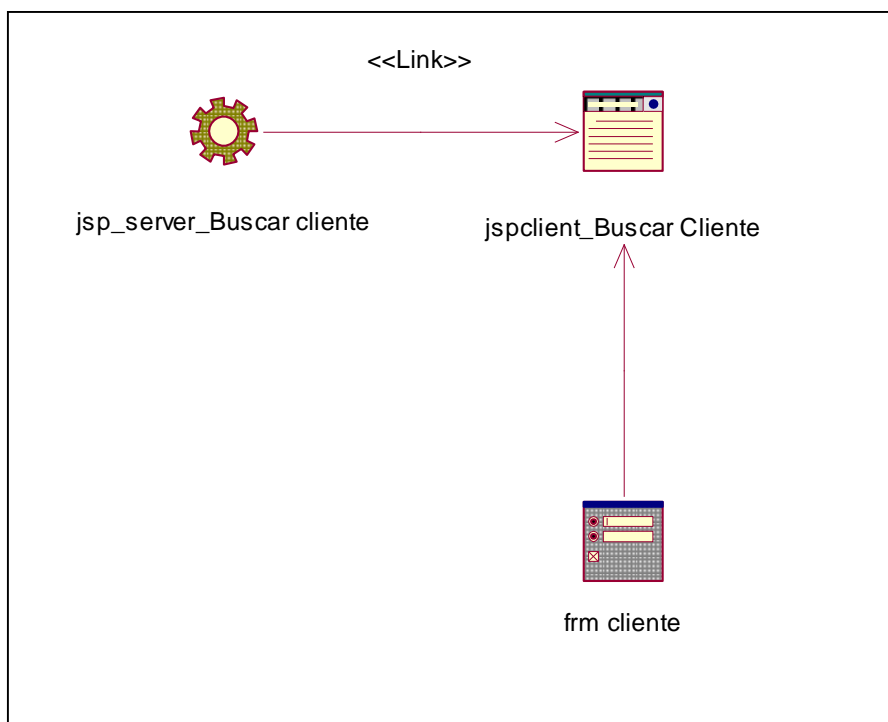 <<Link>>
jsp_server_Buscar cliente
jspclient_Buscar Cliente
frm cliente